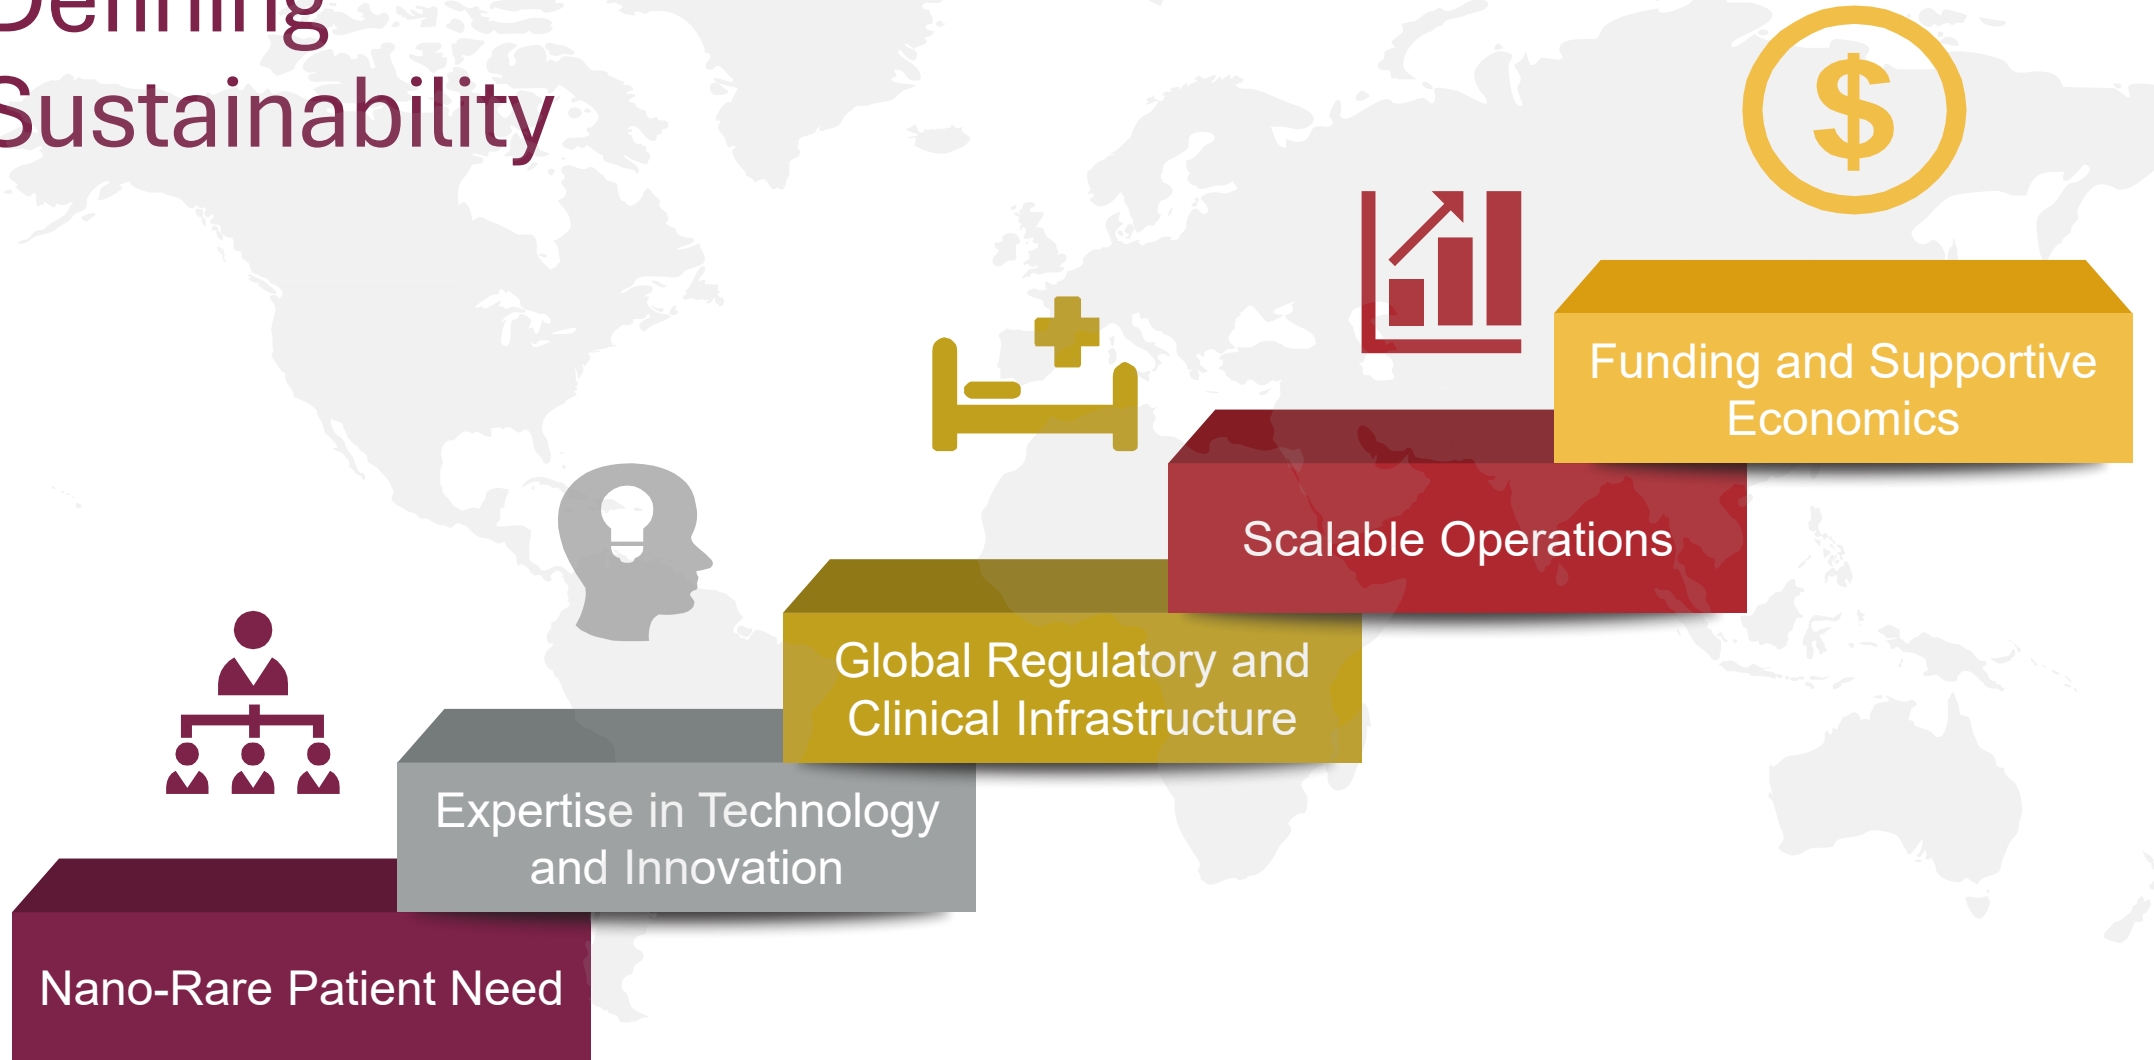 Defining
Sustainability
$
Funding and Supportive
Economics
Scalable Operations
Global Regulatory and
Clinical Infrastructure
Expertise in Technology
and Innovation
Nano-Rare Patient Need